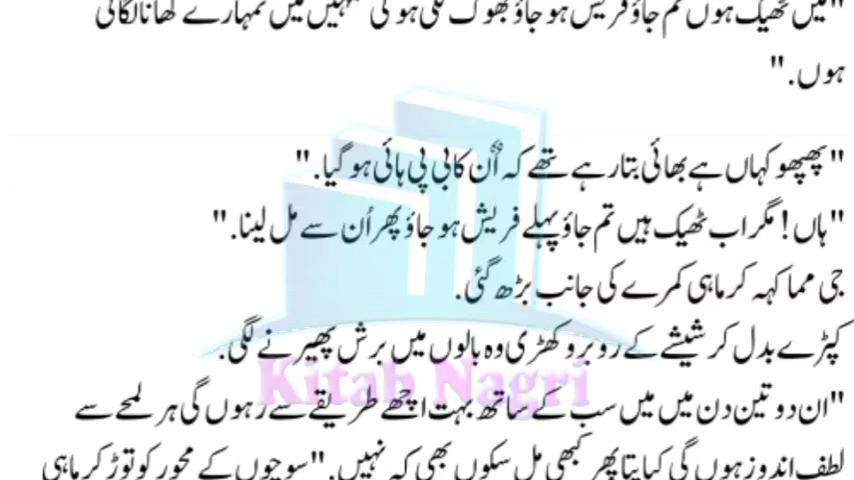 "میں ٹھیک ہوں تم جاؤ فریش ہو جاؤ بھوک لگی ہو گی تمہیں میں تمہارے کھانا لگاتی
ہوں."
"پھپھو کہاں ہے بھائی بتا رہے تھے کہ اُن کا بی پی ہائی ہو گیا."
"ہاں! مگر اب ٹھیک ہیں تم جاؤ پہلے فریش ہو جاؤ پھر اُن سے مل لینا."
جی مما کہہ کر ماہی کمرے کی جانب بڑھ گئی.
کپڑے بدل کر شیشے کے روبرو کھڑی وہ بالوں میں برش پھیرنے لگی.
Kitab Nagri
"ان دو تین دن میں میں سب کے ساتھ بہت اچھے طریقے سے رہوں گی ہر لمحے سے
لطف اندوز ہوں گی کیا پتا پھر کبھی مل سکوں بھی کہ نہیں." سوچوں کے محور کو توڑ کر ماہی